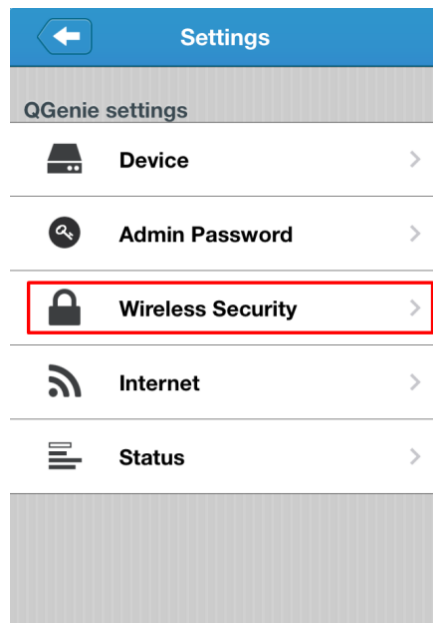 Settings
QGenie settings
Device
Admin Password
Wireless Security
Internet
Status